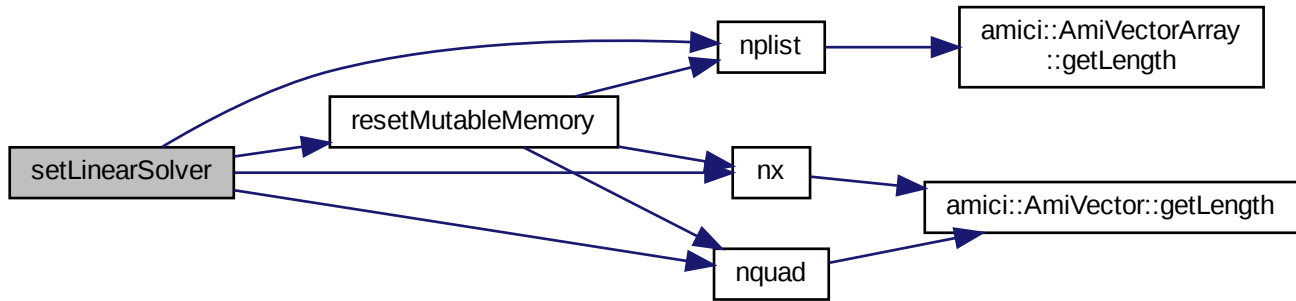 setLinearSolver
resetMutableMemory
nplist
nx
nquad
amici::AmiVectorArray
::getLength
amici::AmiVector::getLength